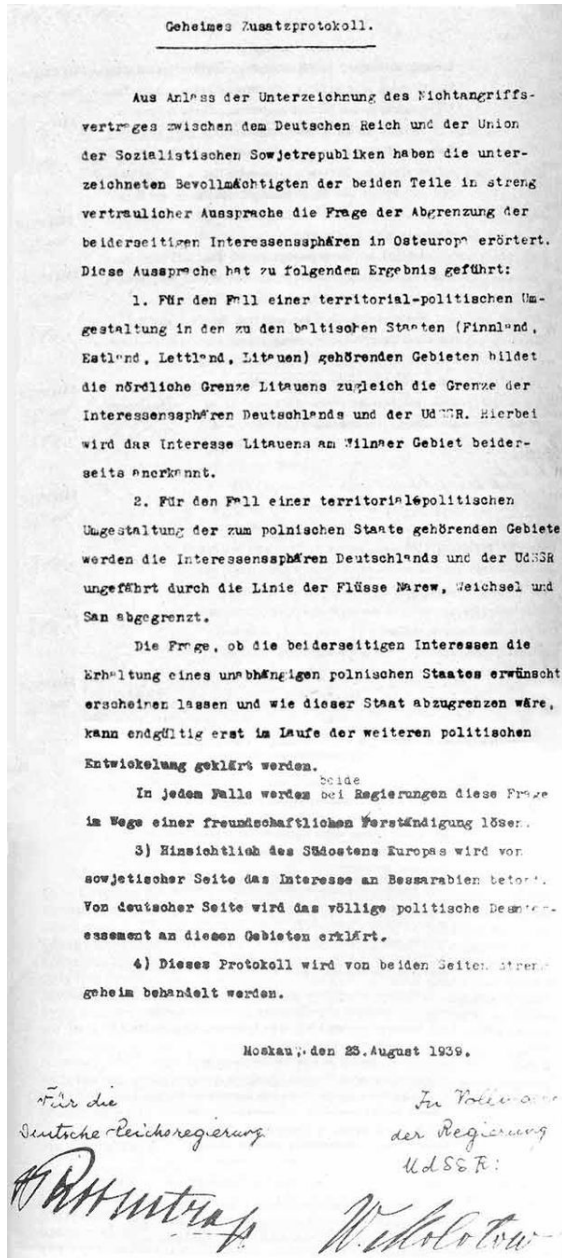 Geheimes Zusatzprotokoll.
Aus Anlass der Unterzeichnung des Nichtangriffs-
vertrages zwischen dem Deutschen Reich und der Union
der Sozialistischen Sowjetrepubliken haben die unter-
zeichneten Bevollmächtigten der beiden Teile in streng
vertraulicher Aussprache die Frage der Abgrenzung der
beiderseitigen Interessenssphären in Osteuropa erörtert.
Diese Aussprache hat zu folgendem Ergebnis geführt:
1. Für den Fall einer territorial-politischen Um-
gestaltung in den zu den baltischen Staaten (Finnland,
Estland, Lettland, Litauen) gehörenden Gebieten bildet
die nördliche Grenze Litauens zugleich die Grenze der
Interessenssphären Deutschlands und der UdSSR. Hierbei
wird das Interesse Litauens am Wilnaer Gebiet beider-
seits anerkannt.
2. Für den Fall einer territorial-politischen
Umgestaltung der zum polnischen Staate gehörenden Gebiete
werden die Interessenssphären Deutschlands und der UdSSR
ungefährt durch die Linie der Flüsse Narew, Weichsel und
San abgegrenzt.
Die Frage, ob die beiderseitigen Interessen die
Erhaltung eines unabhängigen polnischen Staates erwünscht
erscheinen lassen und wie dieser Staat abzugrenzen wäre,
kann endgültig erst im Laufe der weiteren politischen
Entwickelung geklärt werden.
beide
In jedem Falle werden bei Regierungen diese Frage
im Wege einer freundschaftlichen Verständigung lösen.
3) Hinsichtlich des Südostens Europas wird von
sowjetischer Seite das Interesse an Bessarabien betont.
Von deutscher Seite wird das völlige politische Desinter-
essement an diesen Gebieten erklärt.
4) Dieses Protokoll wird von beiden Seiten streng
geheim behandelt werden.
Moskau, den 23. August 1939.
Für die
Deutsche Reichsregierung
In Vollmacht
der Regierung
UdSSR:
Ribbentrop
W. Molotow